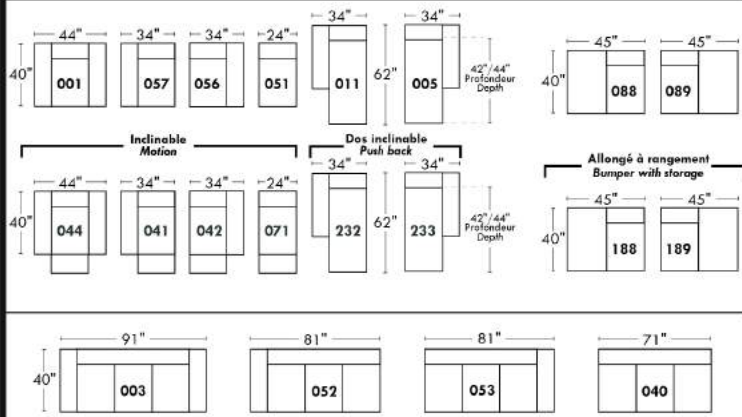 44" 34" 34" 24" 34" 34" 45" 45"
40" 001 057 056 051 011 62" 005 42"/44" Profondeur Depth 40" 088 089
Inclinable
Motion
Dos inclinable
Push back
Allongé à rangement
Bumper with storage
44" 34" 34" 24" 34" 34" 45" 45"
40" 044 041 042 071 232 62" 233 42"/44" Profondeur Depth 40" 188 189
91" 81" 81" 71"
40" 003 052 053 040